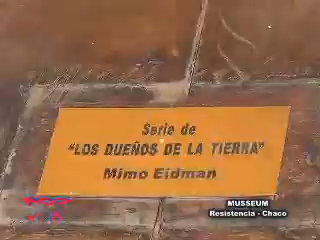 Serie de
"LOS DUEÑOS DE LA TIERRA"
Mimo Eidman
MUSSEUM
Resistencia - Chaco